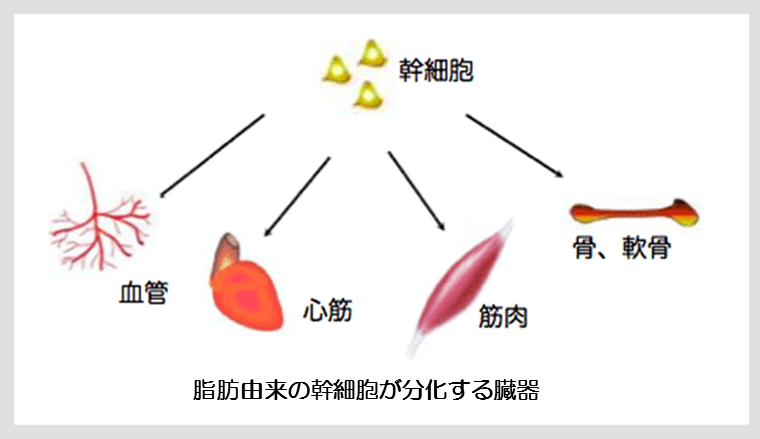 幹細胞
骨、軟骨
血管
心筋
筋肉
脂肪由来の幹細胞が分化する臓器